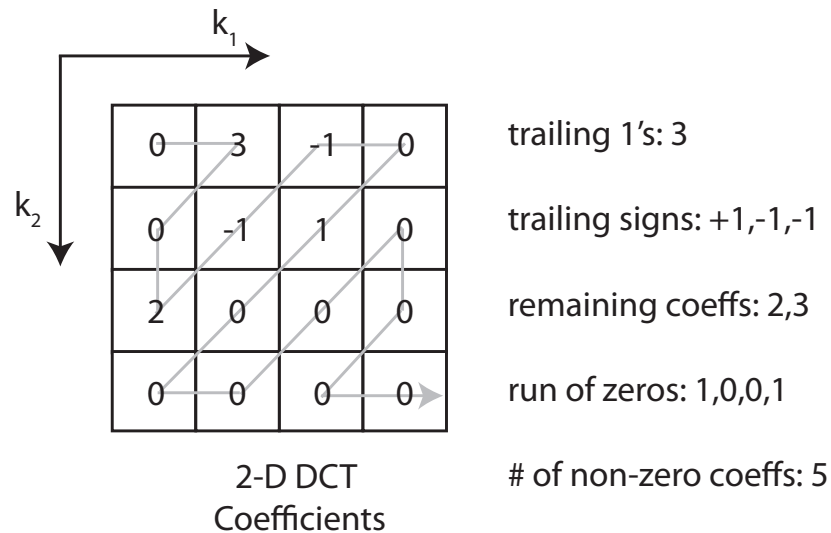 k1
k2
0 3 -1 0
0 -1 1 0
2 0 0 0
0 0 0 0
2-D DCT
Coefficients
trailing 1's: 3
trailing signs: +1,-1,-1
remaining coeffs: 2,3
run of zeros: 1,0,0,1
# of non-zero coeffs: 5